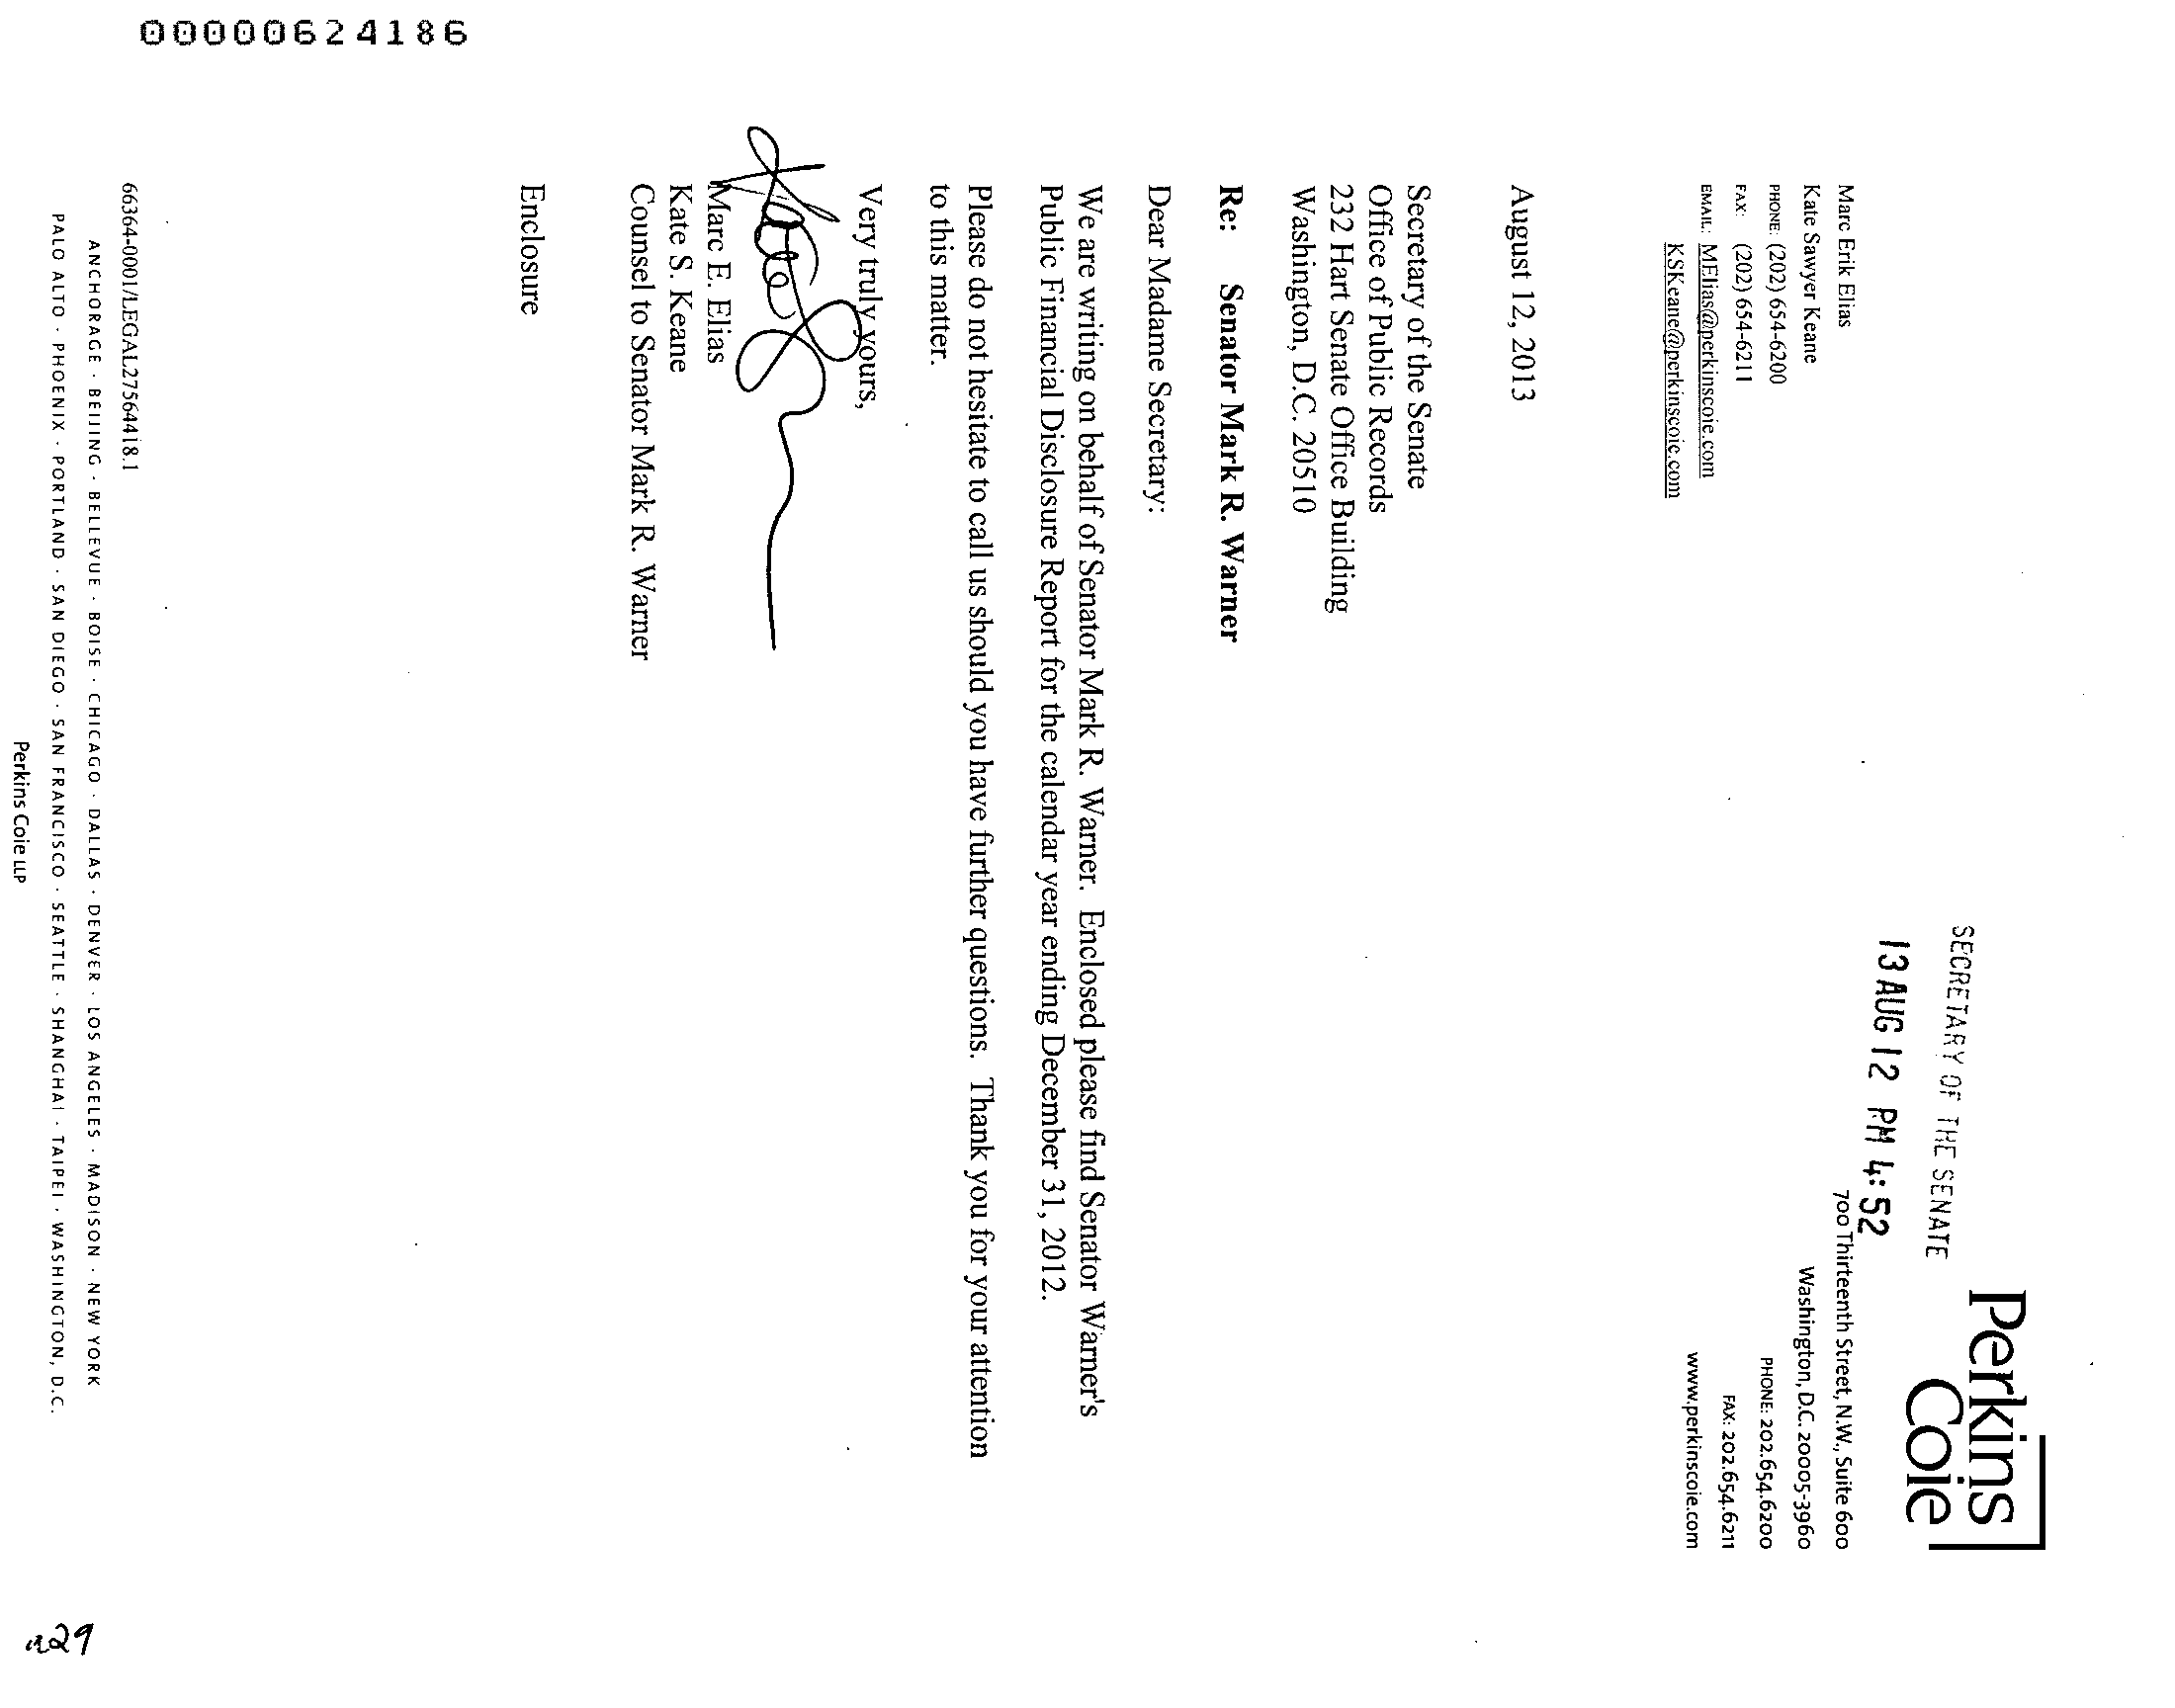 00000624186
Perkins
Coie
SECRETARY OF THE SENATE
13 AUG 12 PM 4:52
700 Thirteenth Street, N.W., Suite 600
Washington, D.C. 20005-3960
PHONE: 202.654.6200
FAX: 202.654.6211
www.perkinscoie.com
Marc Erik Elias
Kate Sawyer Keane
PHONE: (202) 654-6200
FAX: (202) 654-6211
EMAIL: MElias@perkinscoie.com
KSKeane@perkinscoie.com
August 12, 2013
Secretary of the Senate
Office of Public Records
232 Hart Senate Office Building
Washington, D.C. 20510
Re: Senator Mark R. Warner
Dear Madame Secretary:
We are writing on behalf of Senator Mark R. Warner. Enclosed please find Senator Warner's
Public Financial Disclosure Report for the calendar year ending December 31, 2012.
Please do not hesitate to call us should you have further questions. Thank you for your attention
to this matter.
Very truly yours,
Marc E. Elias
Kate S. Keane
Counsel to Senator Mark R. Warner
Enclosure
66364-0001/LEGAL27564418.1
ANCHORAGE · BEIJING · BELLEVUE · BOISE · CHICAGO · DALLAS · DENVER · LOS ANGELES · MADISON · NEW YORK
PALO ALTO · PHOENIX · PORTLAND · SAN DIEGO · SAN FRANCISCO · SEATTLE · SHANGHAI · TAIPEI · WASHINGTON, D.C.
Perkins Coie LLP